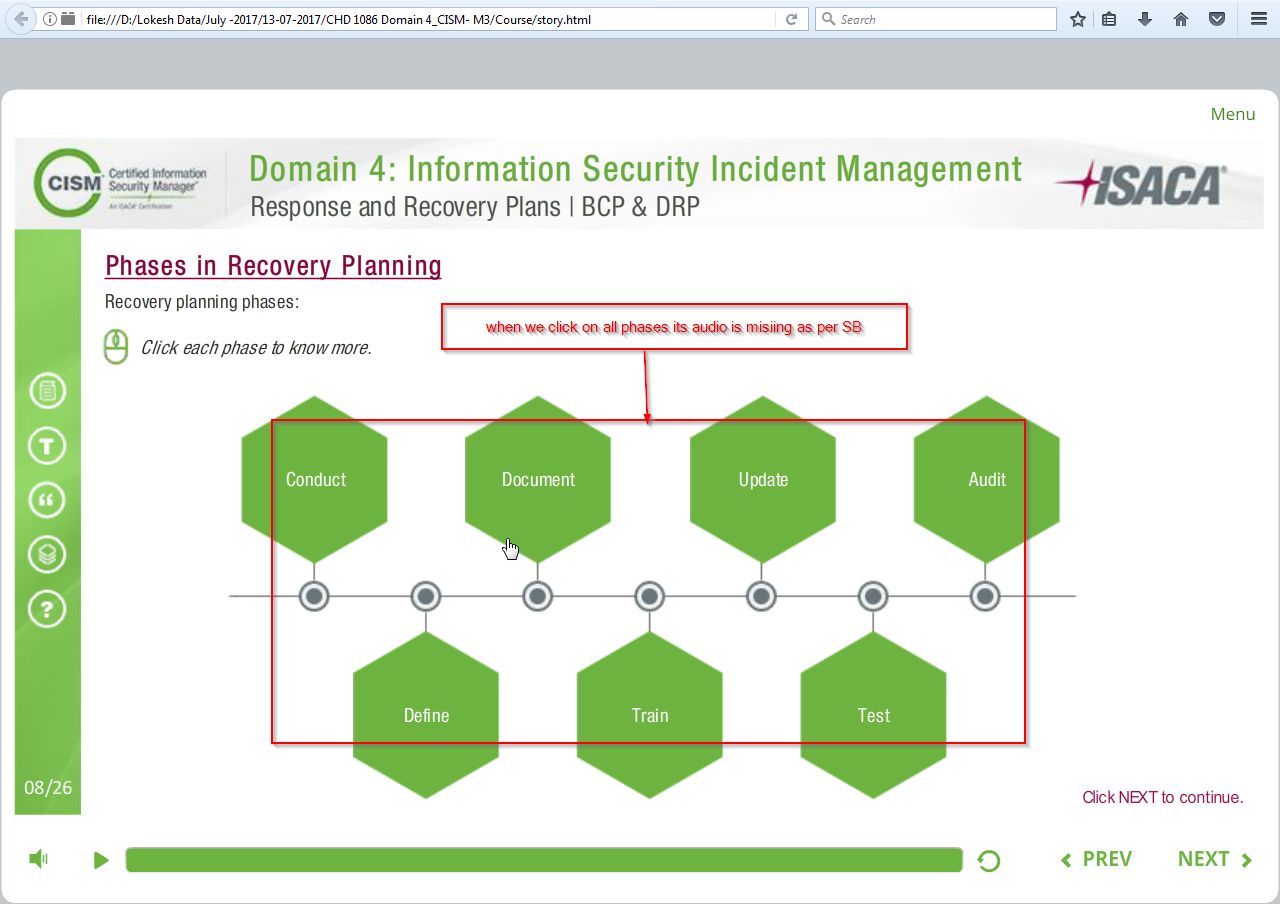 file:///D:/Lokesh Data/July -2017/13-07-2017/CHD 1086 Domain 4_CISM- M3/Course/story.html
Search
Menu
CISM
Certified Information
Security Manager®
An ISACA® Certification
Domain 4: Information Security Incident Management
Response and Recovery Plans | BCP & DRP
ISACA®
Phases in Recovery Planning
Recovery planning phases:
when we click on all phases its audio is misiing as per SB
Click each phase to know more.
T
“
?
Conduct
Document
Update
Audit
Define
Train
Test
08/26
Click NEXT to continue.
PREV
NEXT